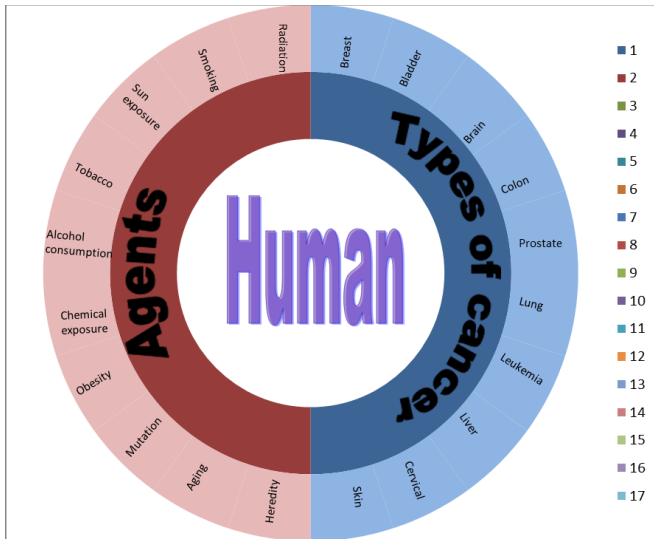 Radiation
Smoking
Sun
exposure
Tobacco
Alcohol
consumption
Chemical
exposure
Obesity
Mutation
Aging
Heredity
Agents
Human
Types of cancer
Breast
Bladder
Brain
Colon
Prostate
Lung
Leukemia
Liver
Cervical
Skin
1
2
3
4
5
6
7
8
9
10
11
12
13
14
15
16
17